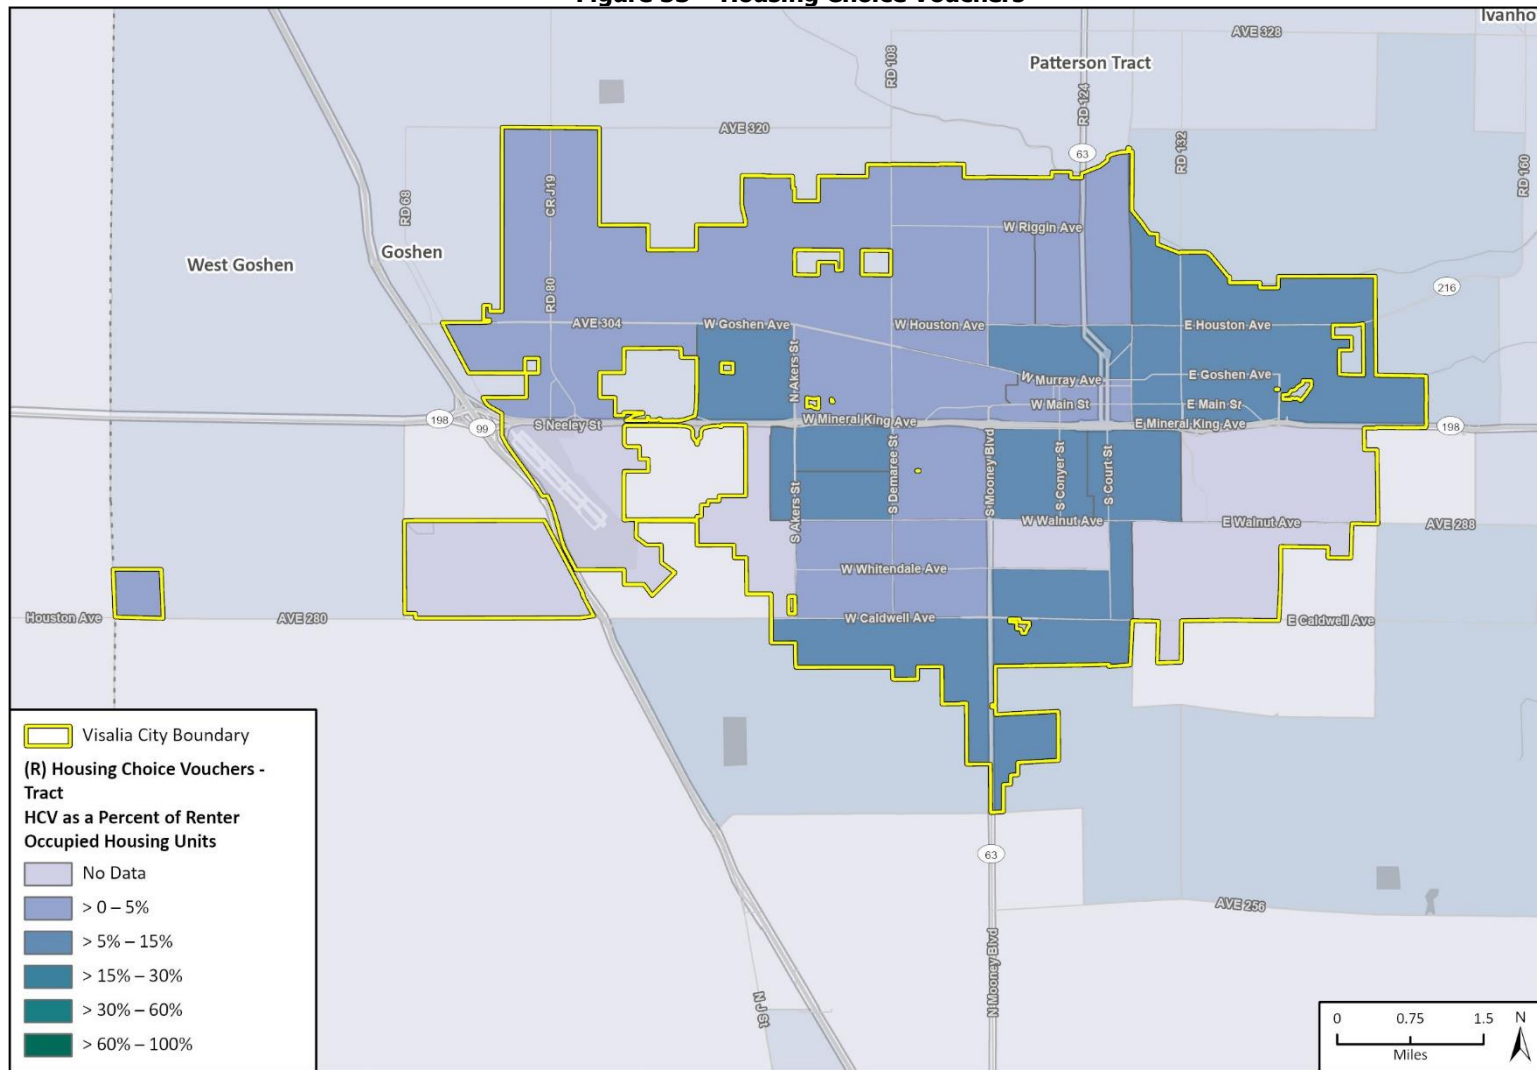 Ivanho
AVE 328
Patterson Tract
RD 108
RD 124
63
RD 132
RD 160
AVE 320
RD 68
CR J19
Goshen
West Goshen
W Riggin Ave
216
RD 80
AVE 304
W Goshen Ave
W Houston Ave
E Houston Ave
N Akers St
W Murray Ave
E Goshen Ave
W Main St
E Main St
198
99
S Neeley St
W Mineral King Ave
E Mineral King Ave
198
S Akers St
S Demaree St
S Mooney Blvd
S Conyer St
S Court St
W Walnut Ave
E Walnut Ave
AVE 288
W Whitendale Ave
Houston Ave
AVE 280
W Caldwell Ave
E Caldwell Ave
63
AVE 256
N Mooney Blvd
N J St
Visalia City Boundary
(R) Housing Choice Vouchers -
Tract
HCV as a Percent of Renter
Occupied Housing Units
No Data
> 0 – 5%
> 5% – 15%
> 15% – 30%
> 30% – 60%
> 60% – 100%
0 0.75 1.5
Miles
N